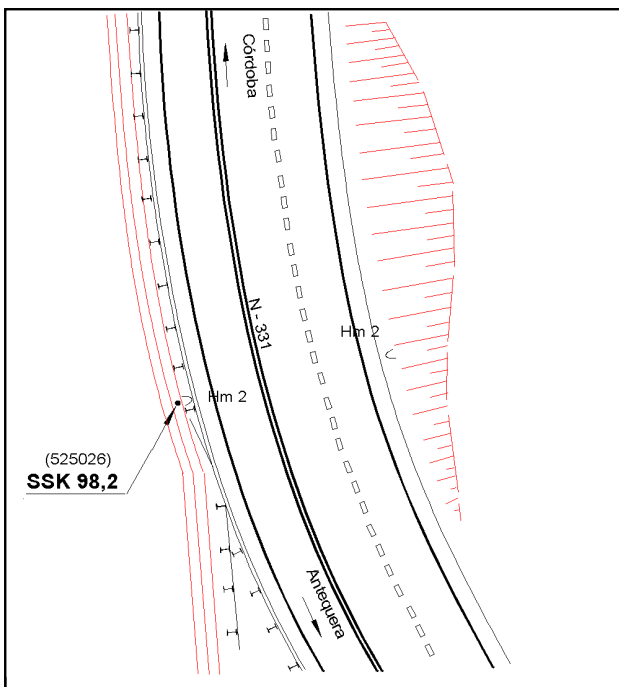 Córdoba
N - 331
Hm 2
Hm 2
(525026)
SSK 98,2
Antequera